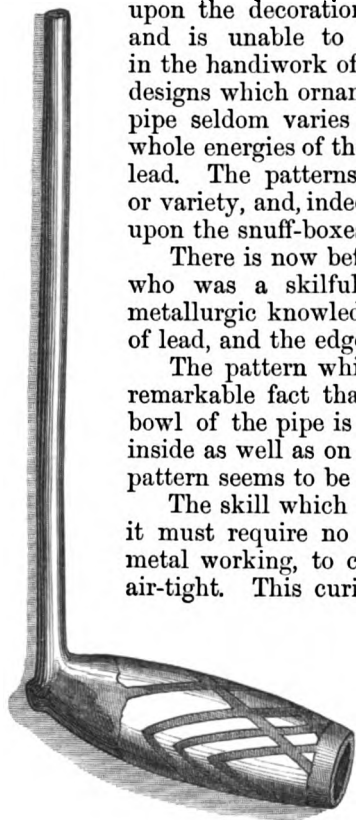 upon the decoration
and is unable to
in the handiwork of
designs which ornar
pipe seldom varies
whole energies of th
lead. The patterns
or variety, and, inde
upon the snuff-boxes
There is now bef
who was a skilful
metallurgic knowled
of lead, and the edge
The pattern whi
remarkable fact tha
bowl of the pipe is
inside as well as on
pattern seems to be
The skill which
it must require no
metal working, to c
air-tight. This curi